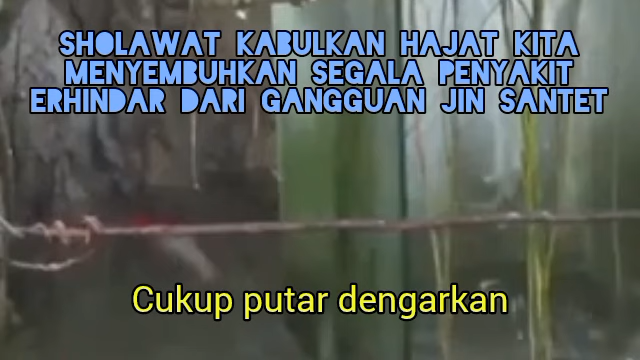 SHOLAWAT KABULKAN HAJAT KITA
MENYEMBUHKAN SEGALA PENYAKIT
ERHINDAR DARI GANGGUAN JIN SANTET
Cukup putar dengarkan